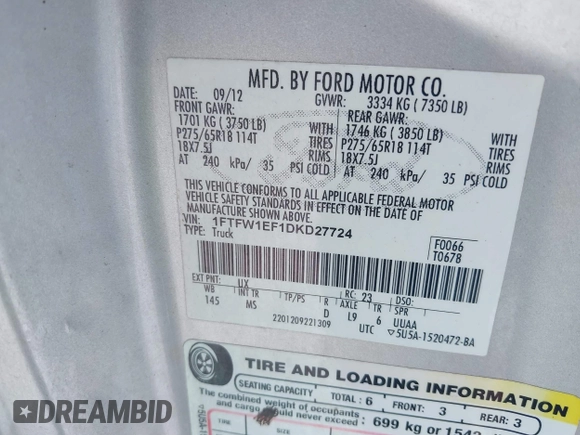 MFD. BY FORD MOTOR CO.
DATE: 09/12 GVWR: 3334 KG ( 7350 LB)
FRONT GAWR: REAR GAWR:
1701 KG ( 3750 LB) WITH 1746 KG ( 3850 LB) WITH
P275/65R18 114T TIRES P275/65R18 114T TIRES
18X7.5J RIMS 18X7.5J RIMS
AT 240 kPa/ 35 PSI COLD AT 240 kPa/ 35 PSI COLD
THIS VEHICLE CONFORMS TO ALL APPLICABLE FEDERAL MOTOR
VEHICLE SAFETY AND BUMPER STANDARDS IN EFFECT ON THE DATE OF
MANUFACTURE SHOWN ABOVE.
VIN: 1FTFW1EF1DKD27724
TYPE: Truck
F0066
T0678
EXT PNT: UX RC: 23 DSO:
WB INT TR TP/PS R AXLE TR SPR
145 MS D L9 6 UUAA
2201209221309 UTC ▽5U5A-1520472-BA
TIRE AND LOADING INFORMATION
SEATING CAPACITY TOTAL : 6 FRONT: 3 REAR: 3
The combined weight of occupants
and cargo should never exceed : 699 kg or
TIRE SIZE
Ford
DREAMBID